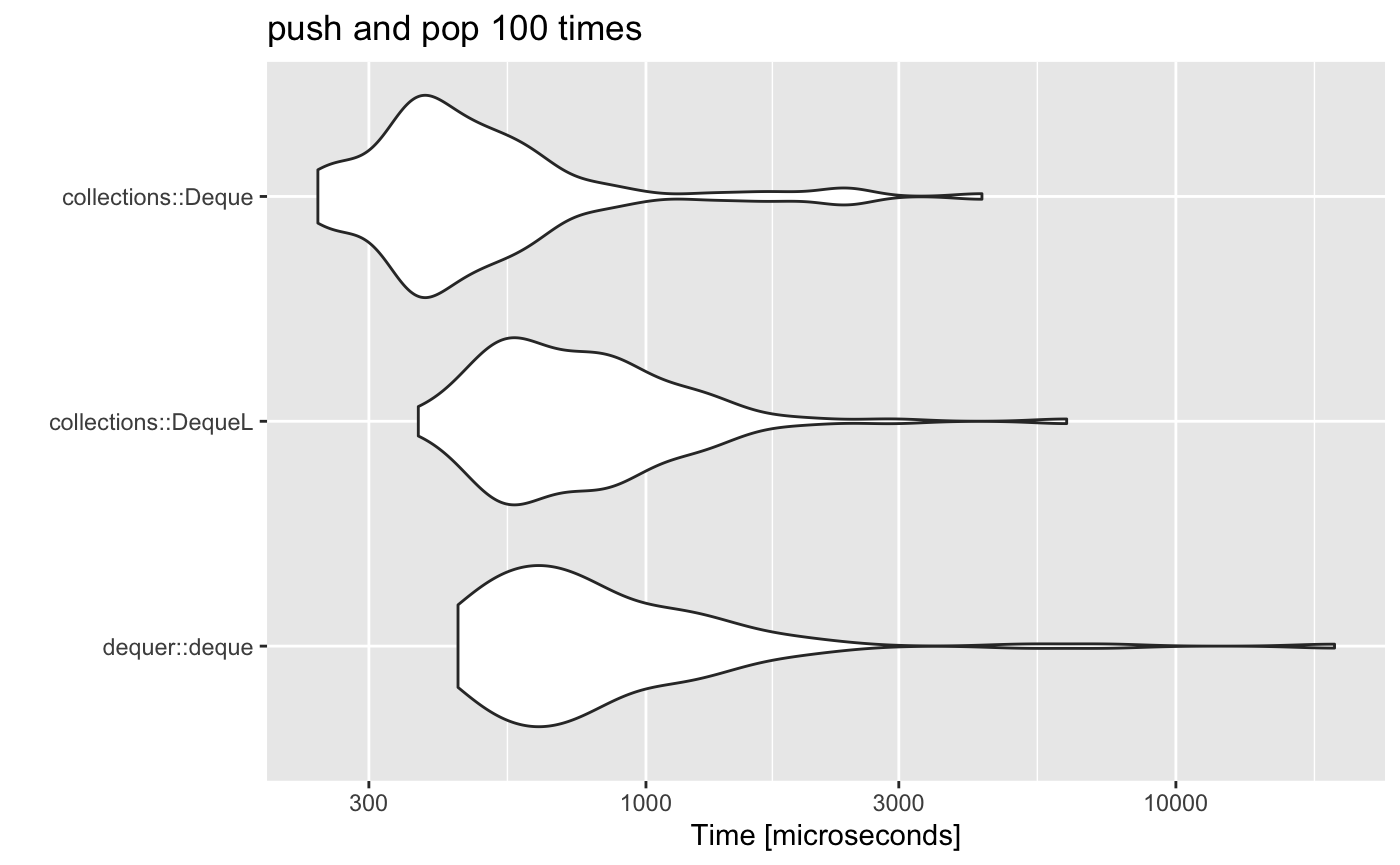 push and pop 100 times
collections::Deque
collections::DequeL
dequer::deque
300 1000 3000 10000
Time [microseconds]